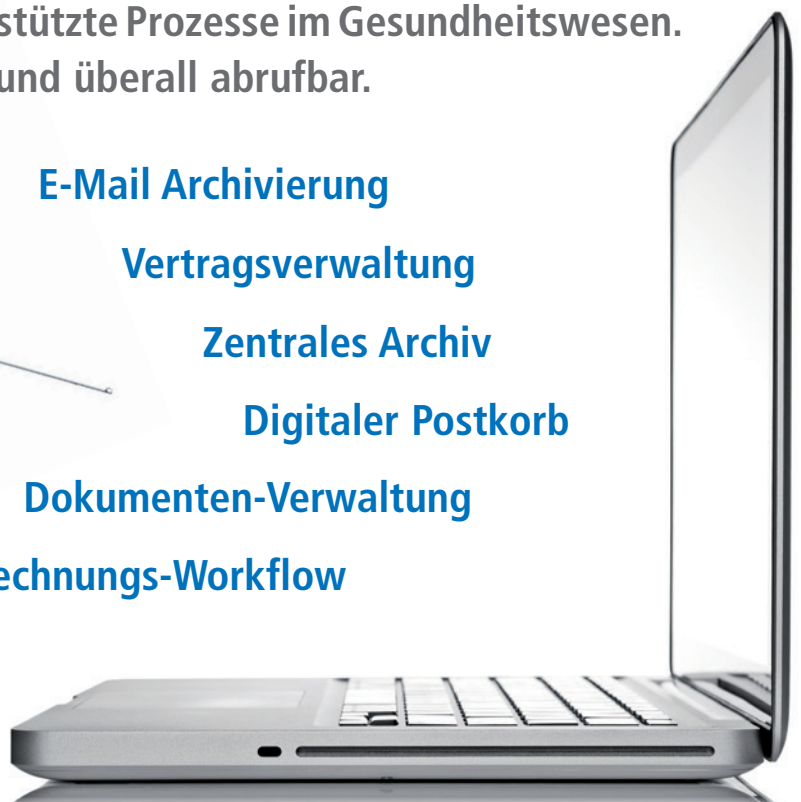 stützte Prozesse im Gesundheitswesen.
und überall abrufbar.
E-Mail Archivierung
Vertragsverwaltung
Zentrales Archiv
Digitaler Postkorb
Dokumenten-Verwaltung
echnungs-Workflow